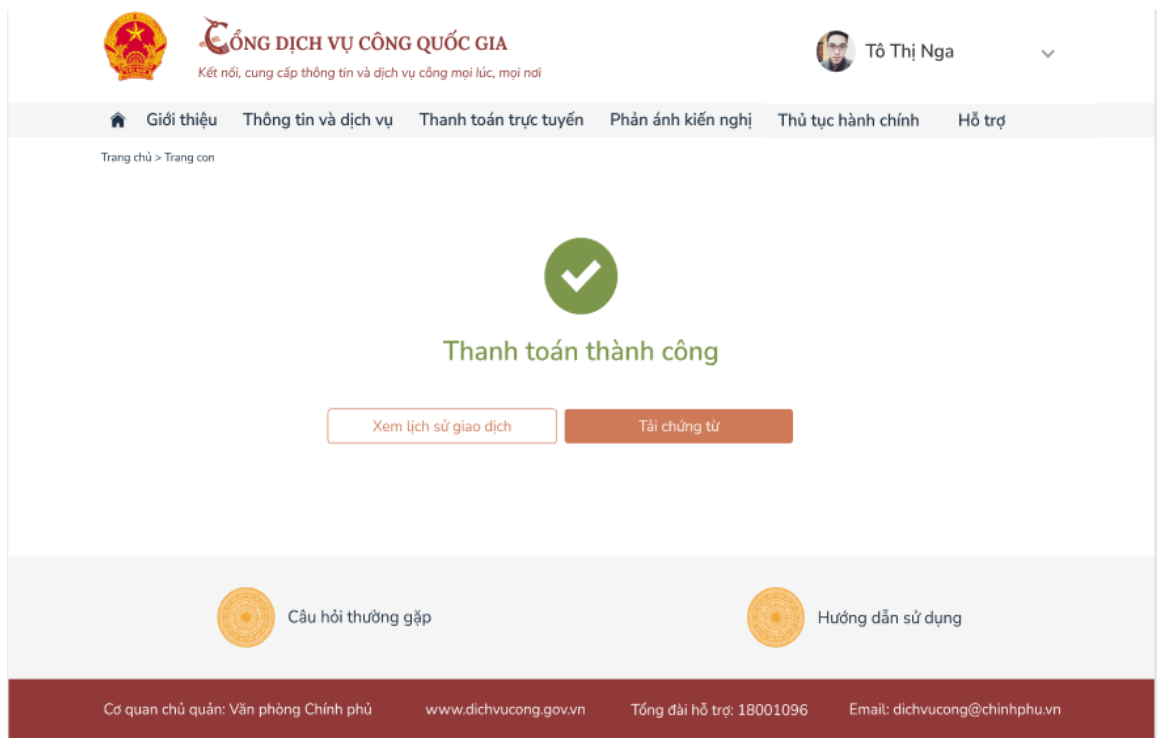 CỔNG DỊCH VỤ CÔNG QUỐC GIA
Kết nối, cung cấp thông tin và dịch vụ công mọi lúc, mọi nơi
Tô Thị Nga
Giới thiệu Thông tin và dịch vụ Thanh toán trực tuyến Phản ánh kiến nghị Thủ tục hành chính Hỗ trợ
Trang chủ > Trang con
Thanh toán thành công
Xem lịch sử giao dịch Tải chứng từ
Câu hỏi thường gặp Hướng dẫn sử dụng
Cơ quan chủ quản: Văn phòng Chính phủ www.dichvucong.gov.vn Tổng đài hỗ trợ: 18001096 Email: dichvucong@chinhphu.vn